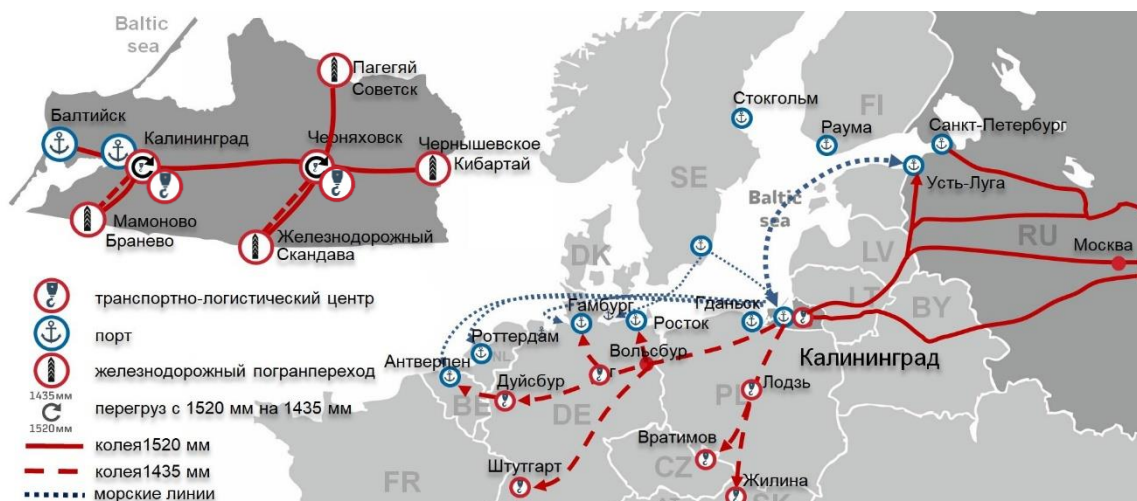 Baltic
sea
Пагегяй
Советск
Балтийск
Калининград
Черняховск
Чернышевское
Кибартай
Мамоново
Бранево
Железнодорожный
Скандава
транспортно-логистический центр
порт
железнодорожный погранпереход
1435мм
1520мм
перегруз с 1520 мм на 1435 мм
колея1520 мм
колея1435 мм
морские линии
Стокгольм
FI
Раума
Санкт-Петербург
SE
Усть-Луга
Baltic
sea
RU
Москва
DK
LV
LT
BY
Гамбург
Гданьск
Росток
Роттердам
NL
Вольсбур
г
Калининград
Антверпен
Дуйсбур
BE
DE
Лодзь
PL
Вратимов
CZ
Штутгарт
FR
Жилина
SK